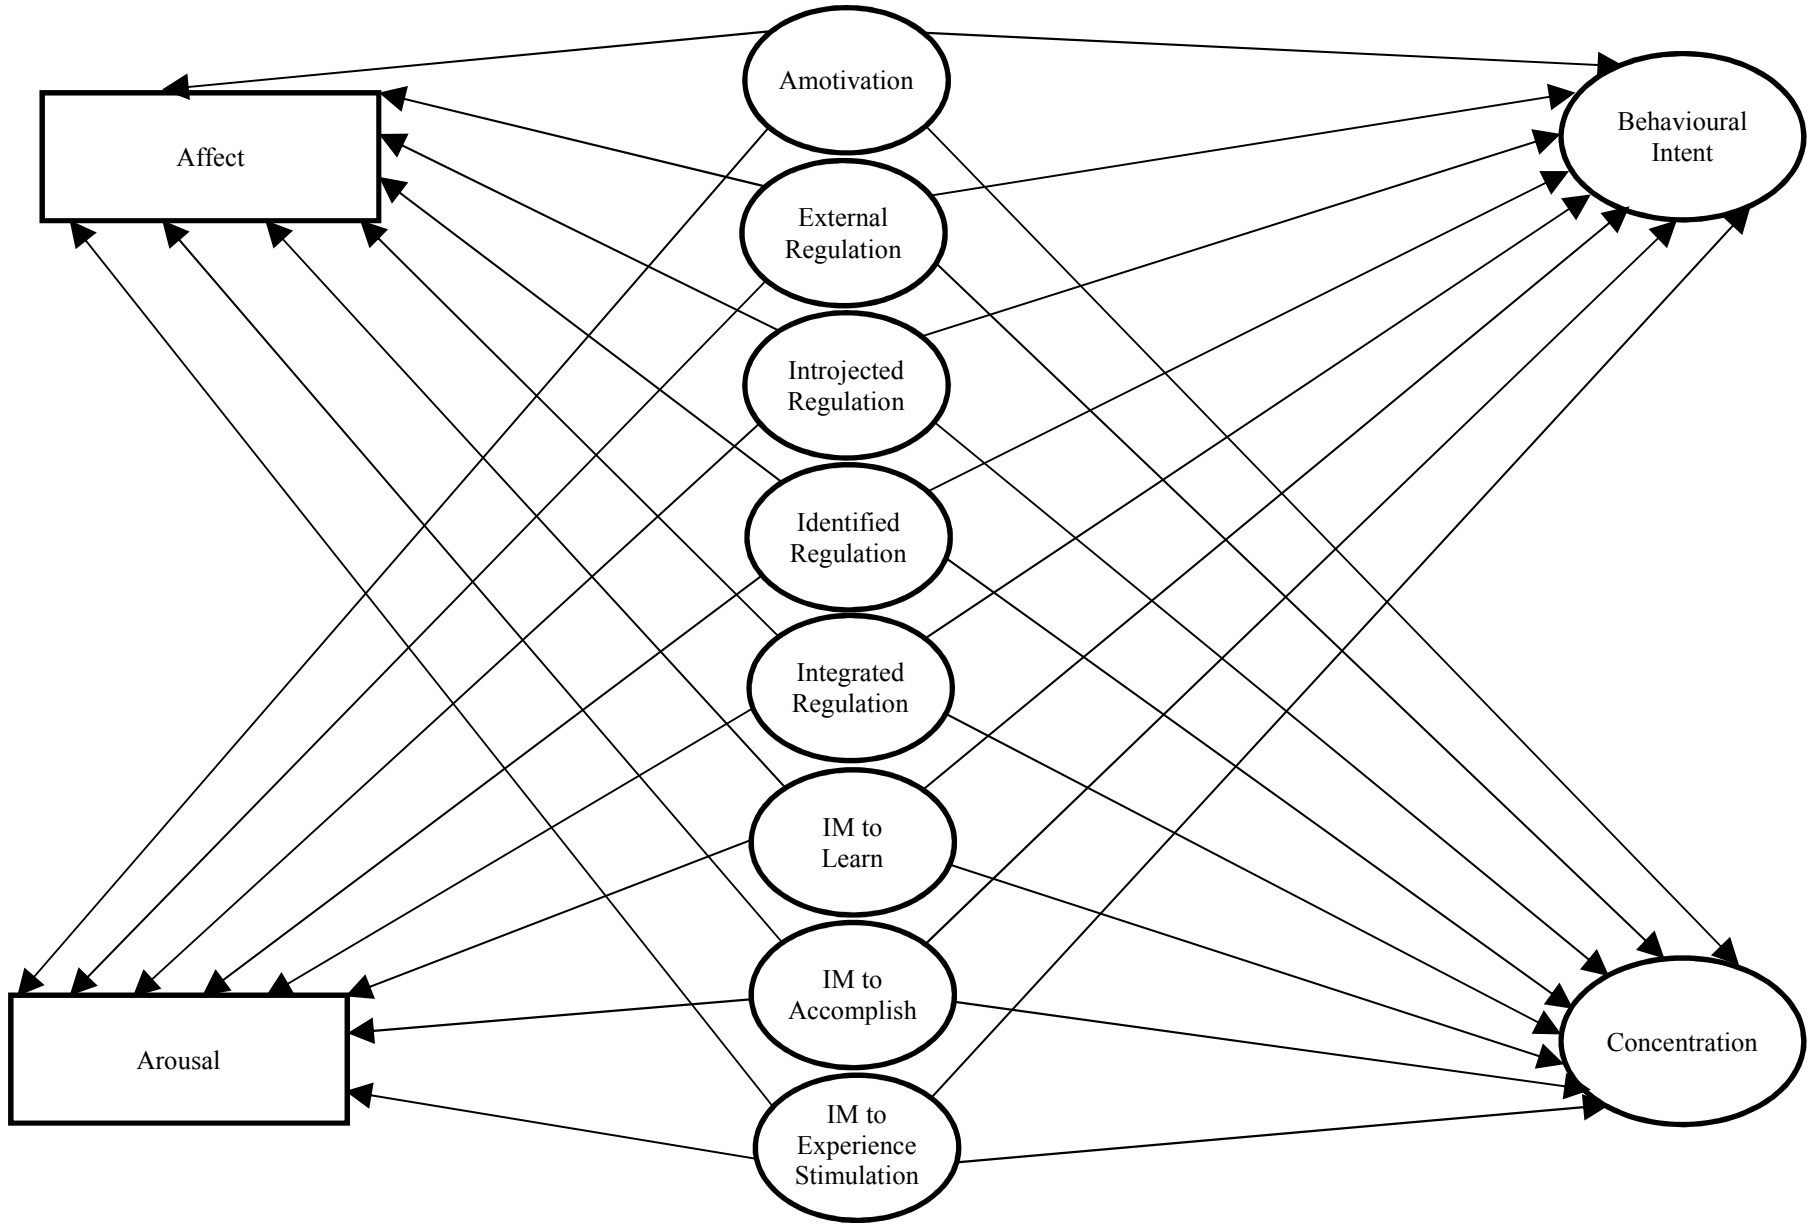 Amotivation
Affect
Behavioural
Intent
External
Regulation
Introjected
Regulation
Identified
Regulation
Integrated
Regulation
IM to
Learn
IM to
Accomplish
Arousal
Concentration
IM to
Experience
Stimulation